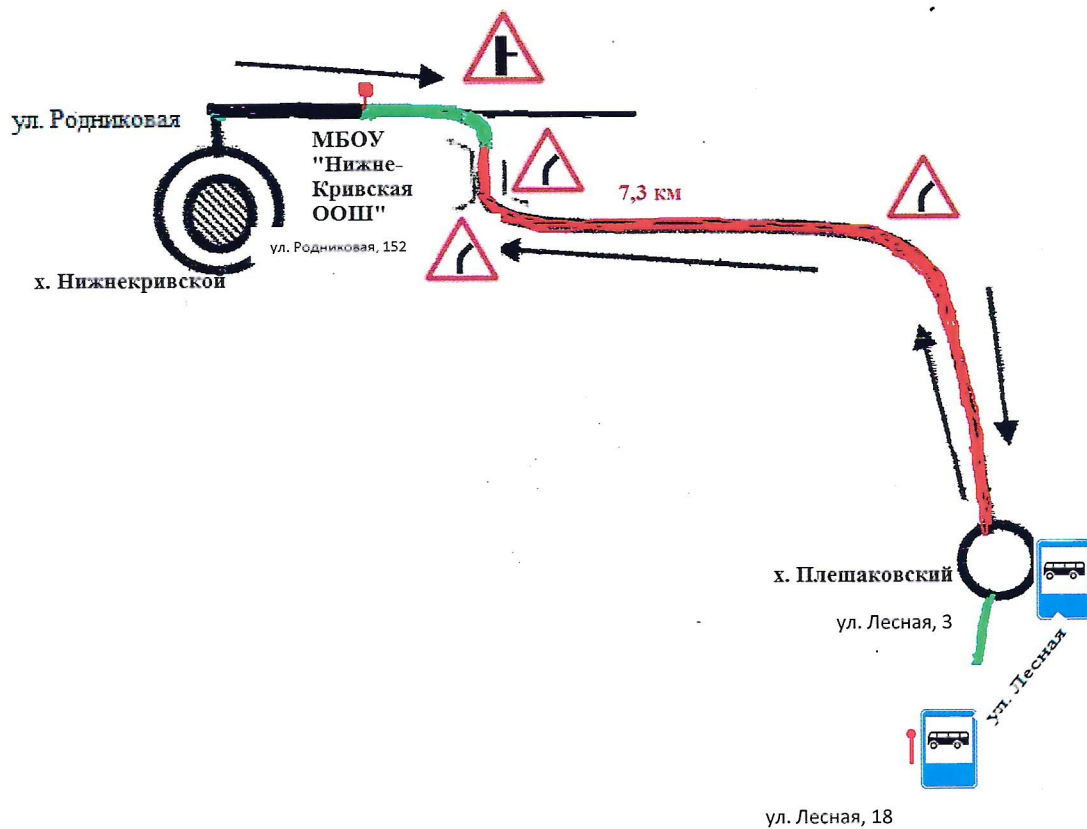 ул. Родниковая
МБОУ
"Нижне-
Кривская
ООШ"
ул. Родниковая, 152
х. Нижнекривской
7,3 км
х. Плешаковский
ул. Лесная, 3
ул. Лесная
ул. Лесная, 18